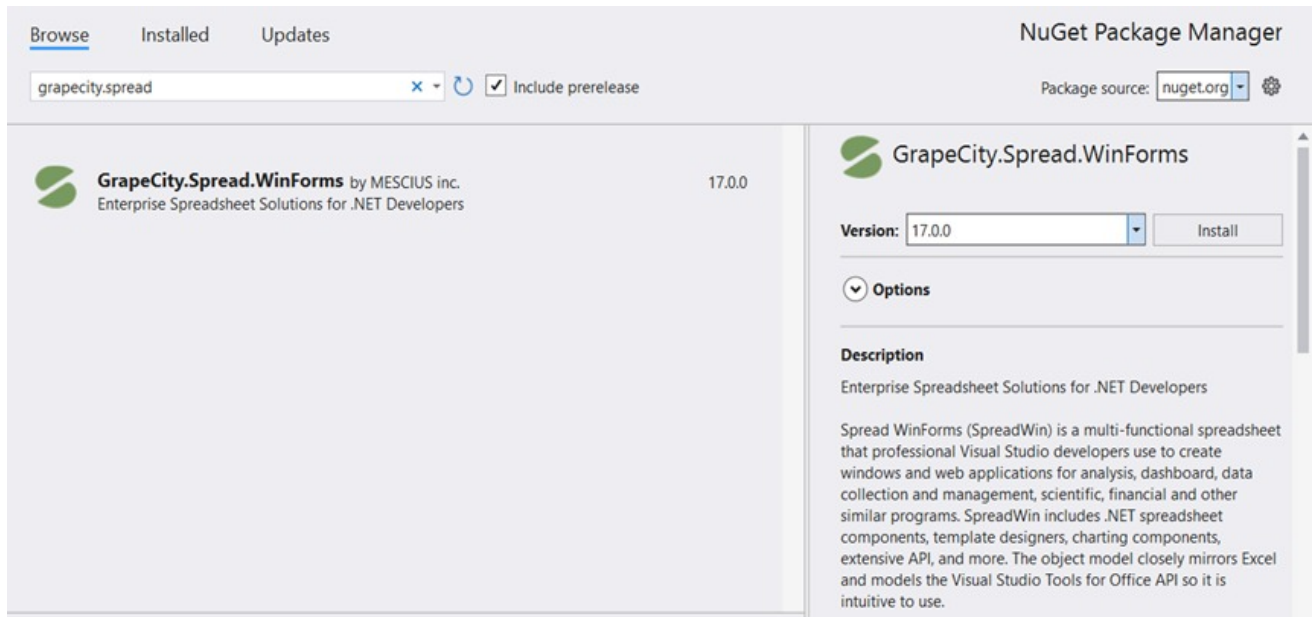 Browse Installed Updates NuGet Package Manager
grapecity.spread Include prerelease Package source: nuget.org
GrapeCity.Spread.WinForms by MESCIUS inc. 17.0.0
Enterprise Spreadsheet Solutions for .NET Developers
GrapeCity.Spread.WinForms
Version: 17.0.0 Install
Options
Description
Enterprise Spreadsheet Solutions for .NET Developers
Spread WinForms (SpreadWin) is a multi-functional spreadsheet
that professional Visual Studio developers use to create
windows and web applications for analysis, dashboard, data
collection and management, scientific, financial and other
similar programs. SpreadWin includes .NET spreadsheet
components, template designers, charting components,
extensive API, and more. The object model closely mirrors Excel
and models the Visual Studio Tools for Office API so it is
intuitive to use.